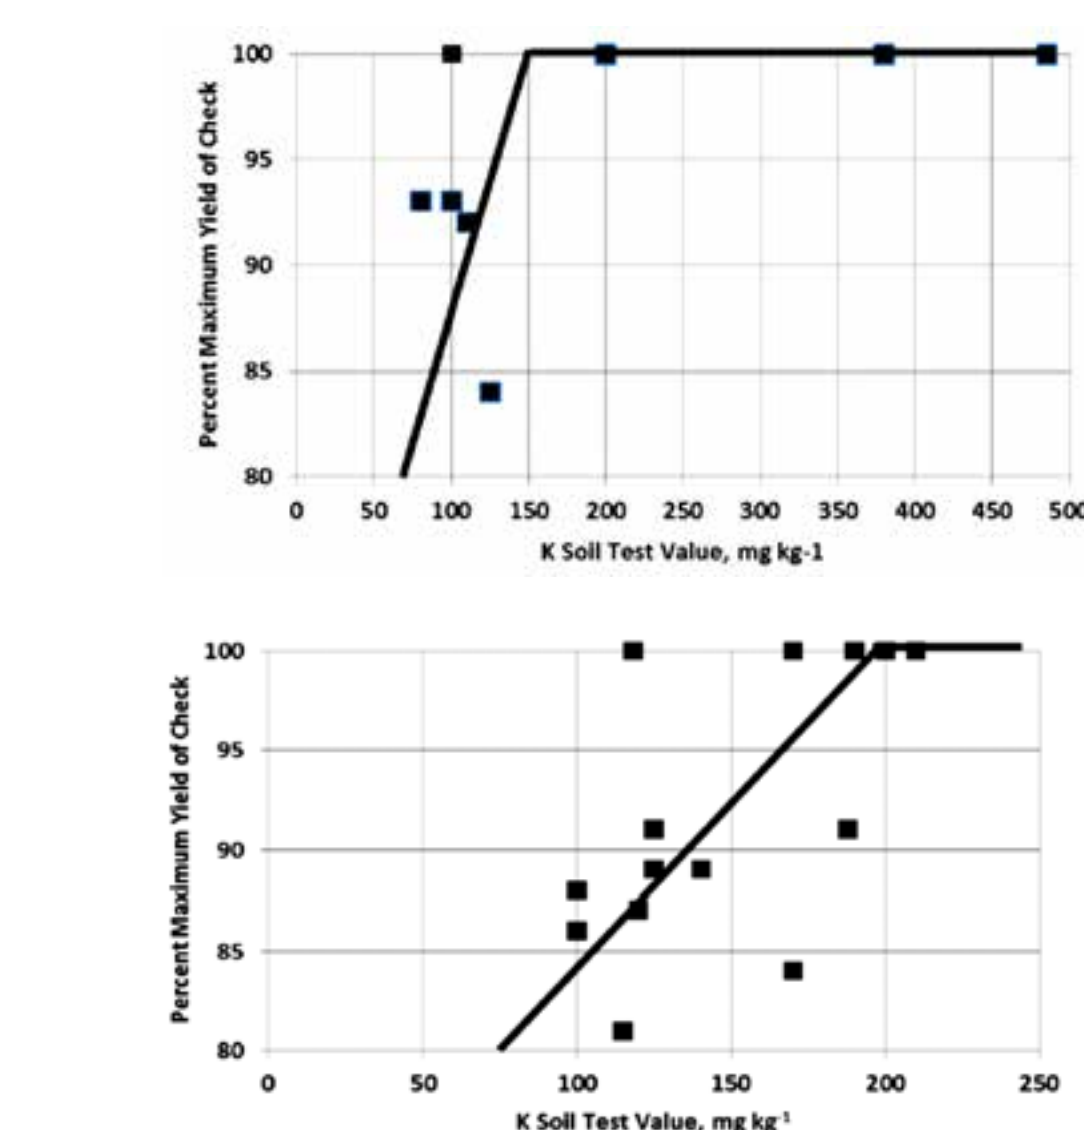 Percent Maximum Yield of Check
100
95
90
85
80
0 50 100 150 200 250 300 350 400 450 500
K Soil Test Value, mg kg-1
Percent Maximum Yield of Check
100
95
90
85
80
0 50 100 150 200 250
K Soil Test Value, mg kg-1